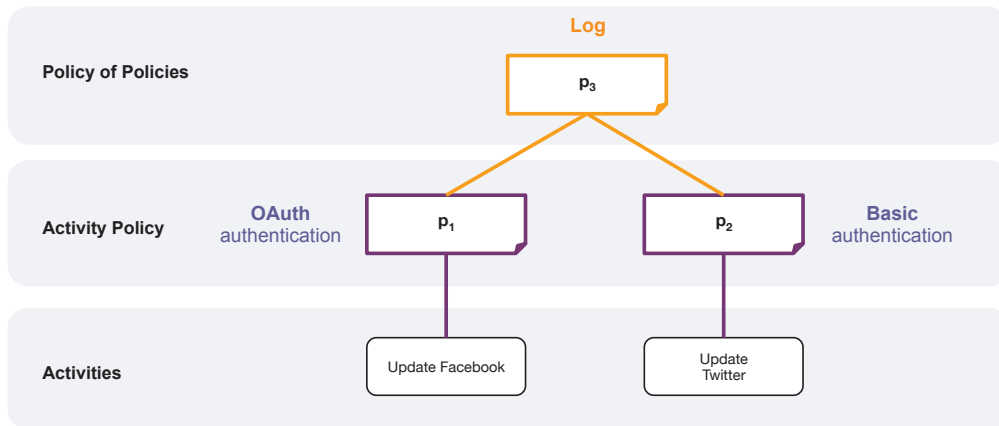 Log
Policy of Policies
p₃
OAuth
authentication
Activity Policy
p₁
p₂
Basic
authentication
Activities
Update Facebook
Update
Twitter